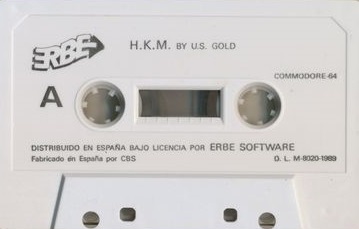 ERBE
H.K.M. BY U.S. GOLD
COMMODORE-64
A
DISTRIBUIDO EN ESPAÑA BAJO LICENCIA POR ERBE SOFTWARE
Fabricado en España por CBS
D. L. M-8020-1989